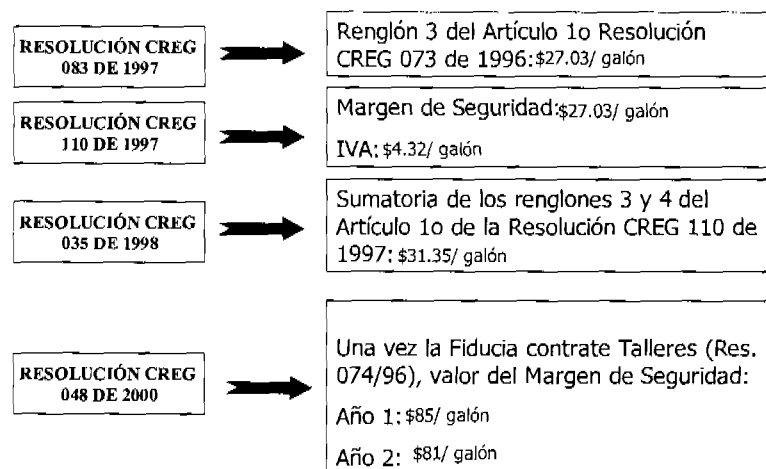 RESOLUCIÓN CREG
083 DE 1997
Renglón 3 del Artículo 1o Resolución
CREG 073 de 1996: $27.03/ galón
RESOLUCIÓN CREG
110 DE 1997
Margen de Seguridad: $27.03/ galón
IVA: $4.32/ galón
RESOLUCIÓN CREG
035 DE 1998
Sumatoria de los renglones 3 y 4 del
Artículo 1o de la Resolución CREG 110 de
1997: $31.35/ galón
RESOLUCIÓN CREG
048 DE 2000
Una vez la Fiducia contrate Talleres (Res.
074/96), valor del Margen de Seguridad:
Año 1: $85/ galón
Año 2: $81/ galón